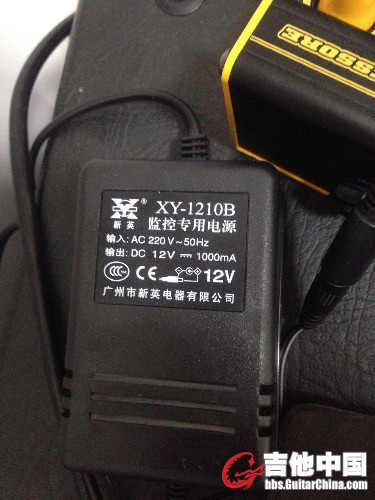 SSSORE
XY-1210B
新英
监控专用电源
输入: AC 220V~50Hz
输出: DC 12V 1000mA
CCC CE 12V
广州市新英电器有限公司
吉他中国
bbs.GuitarChina.com